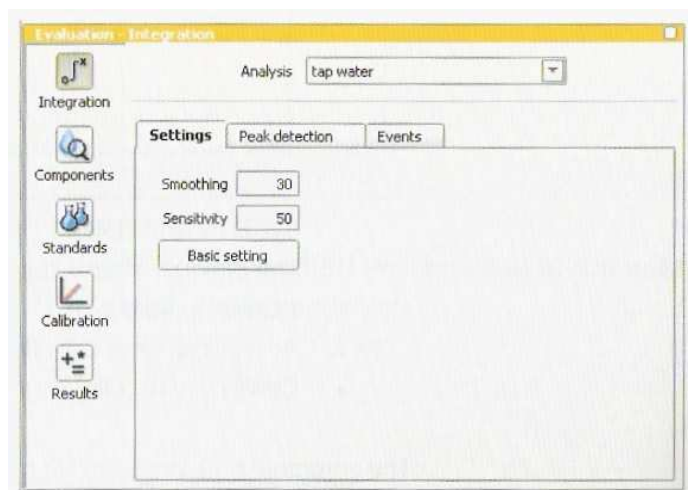 Evaluation - Integration
Analysis tap water
Integration
Settings Peak detection Events
Components
Smoothing 30
Sensitivity 50
Standards
Basic setting
Calibration
Results